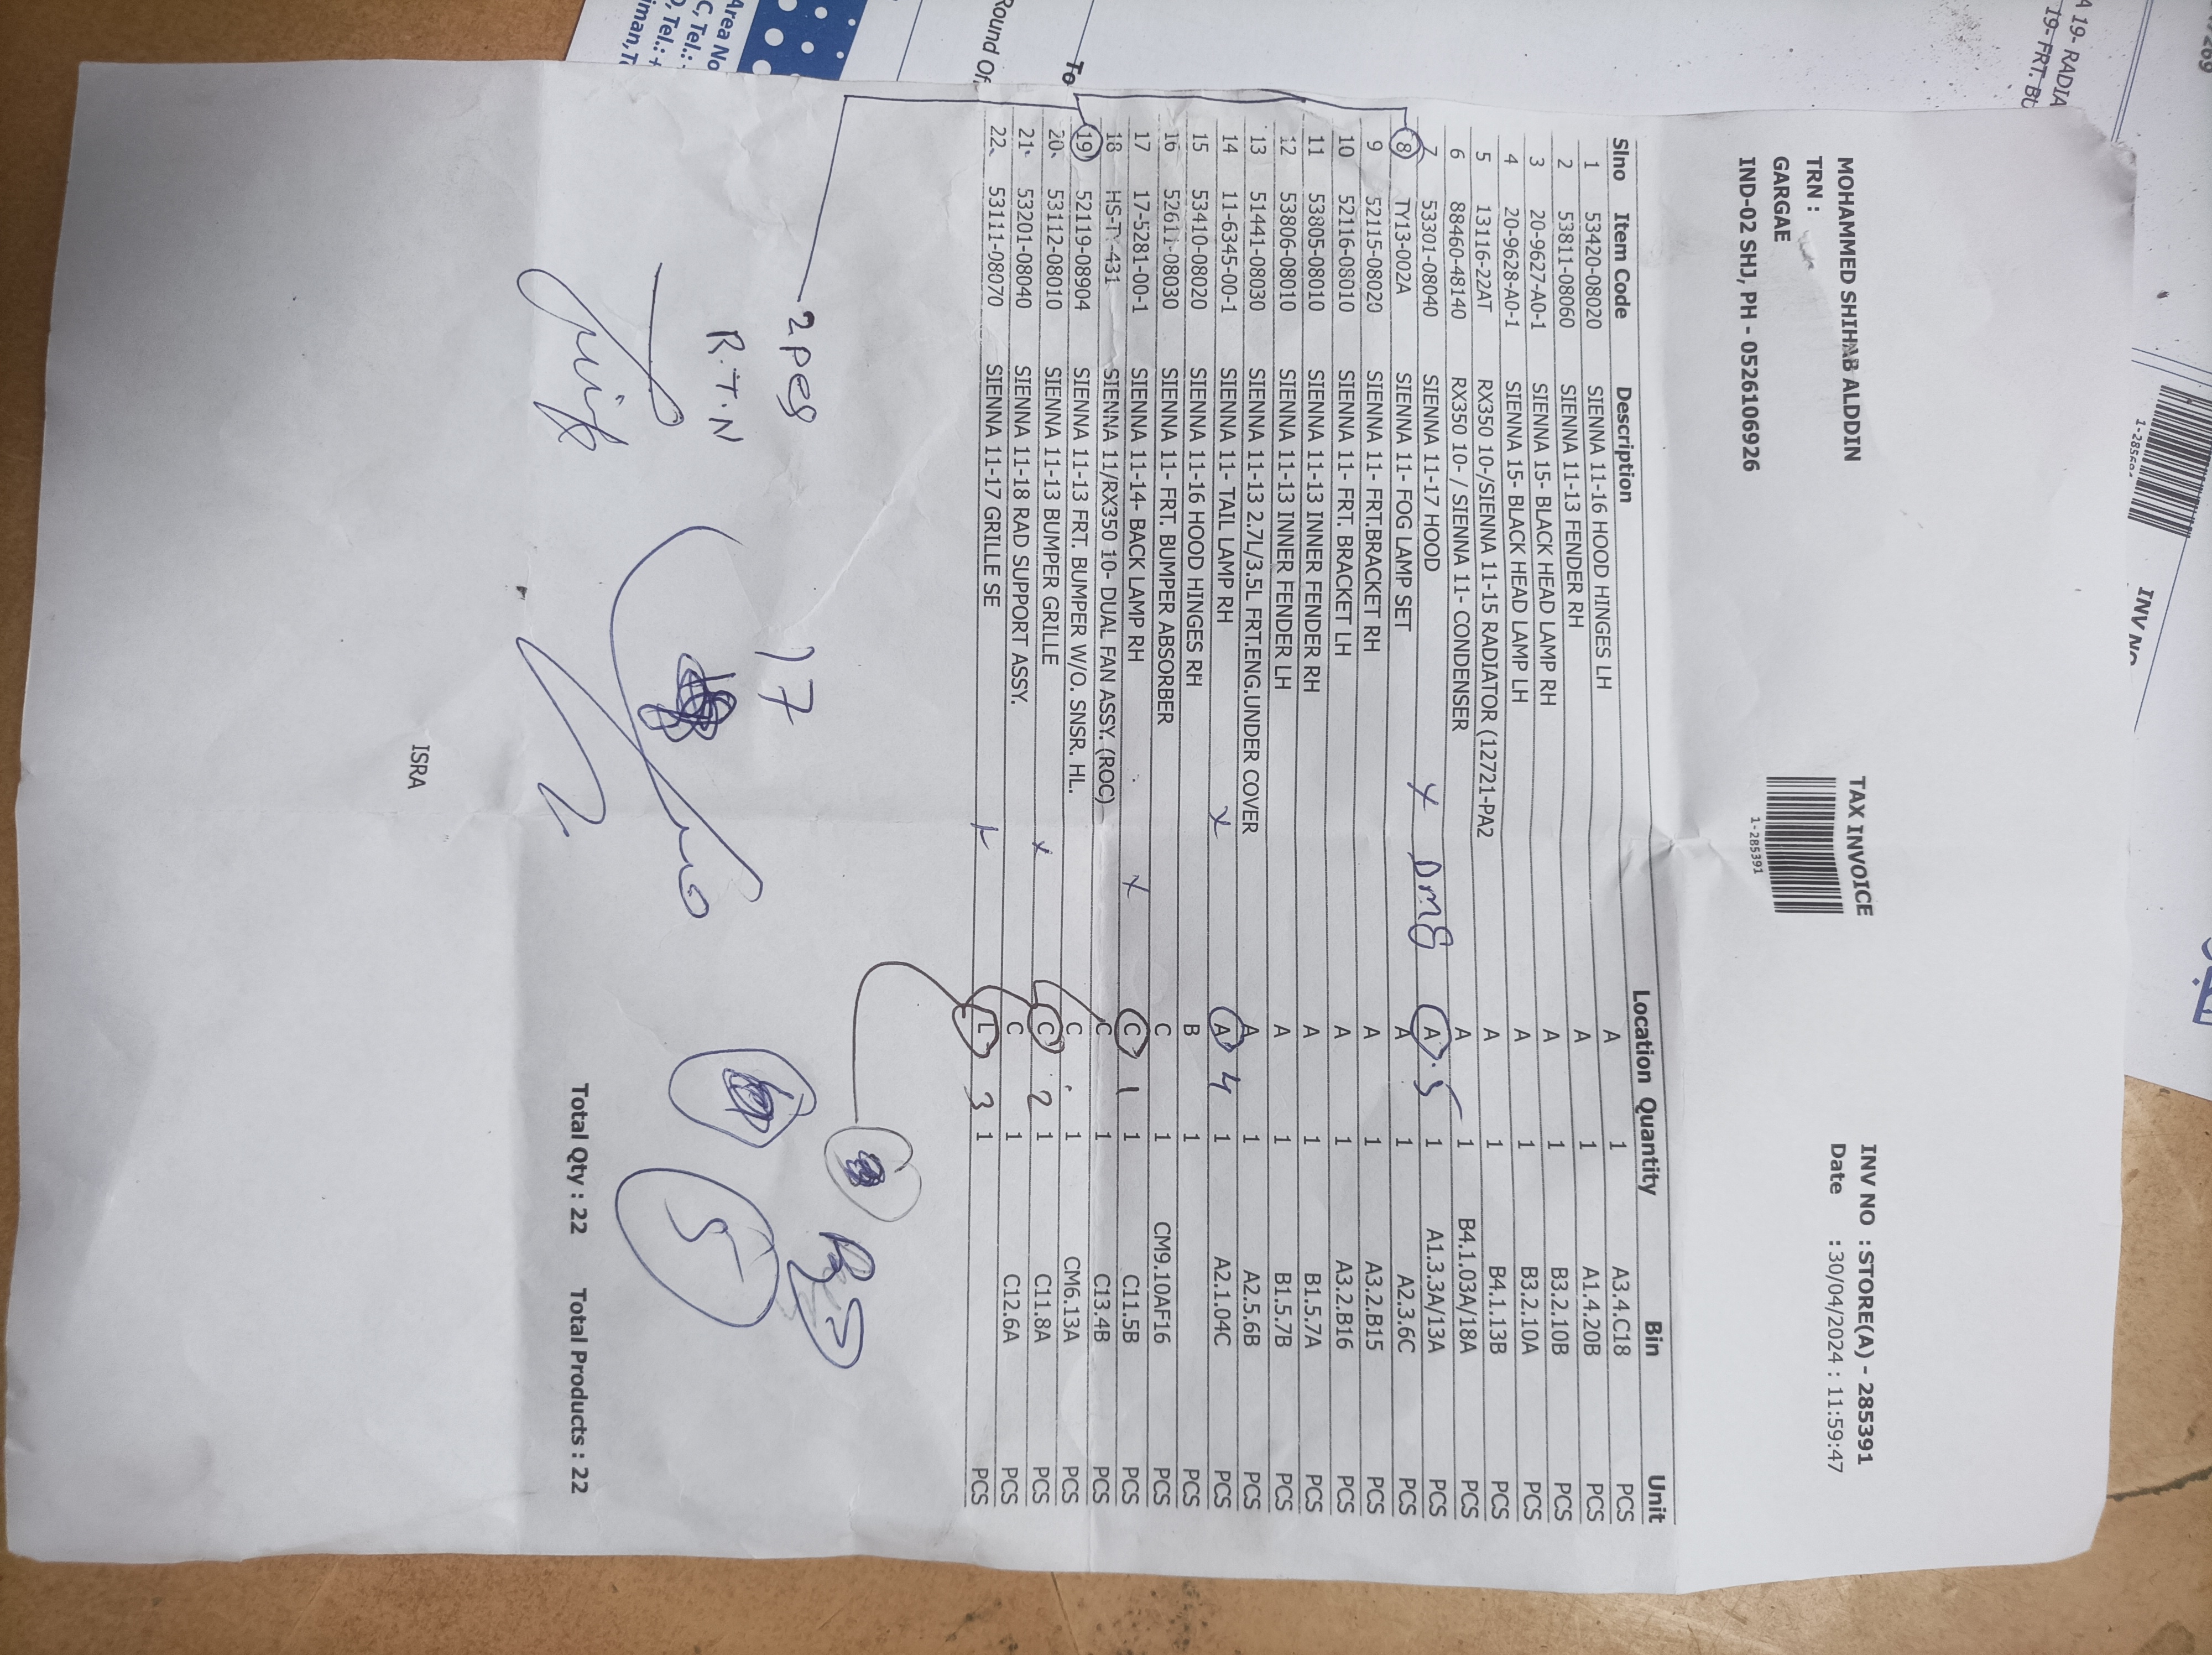 MOHAMMED SHIHAB ALDDIN
TRN :
GARGAE
IND-02 SHJ, PH - 0526106926
TAX INVOICE
1-285391
INV NO : STORE(A) - 285391
Date : 30/04/2024 : 11:59:47
Slno Item Code Description Location Quantity Bin Unit
1 53420-08020 SIENNA 11-16 HOOD HINGES LH A 1 A3.4.C18 PCS
2 53811-08060 SIENNA 11-13 FENDER RH A 1 A1.4.20B PCS
3 20-9627-A0-1 SIENNA 15- BLACK HEAD LAMP RH A 1 B3.2.10B PCS
4 20-9628-A0-1 SIENNA 15- BLACK HEAD LAMP LH A 1 B3.2.10A PCS
5 13116-22AT RX350 10-/SIENNA 11-15 RADIATOR (12721-PA2 A 1 B4.1.13B PCS
6 88460-48140 RX350 10- / SIENNA 11- CONDENSER A 1 B4.1.03A/18A PCS
7 53301-08040 SIENNA 11-17 HOOD x DMG A 5 1 A1.3.3A/13A PCS
8 TY13-002A SIENNA 11- FOG LAMP SET A 1 A2.3.6C PCS
9 52115-08020 SIENNA 11- FRT.BRACKET RH A 1 A3.2.B15 PCS
10 52116-08010 SIENNA 11- FRT. BRACKET LH A 1 A3.2.B16 PCS
11 53805-08010 SIENNA 11-13 INNER FENDER RH A 1 B1.5.7A PCS
12 53806-08010 SIENNA 11-13 INNER FENDER LH A 1 B1.5.7B PCS
13 51441-08030 SIENNA 11-13 2.7L/3.5L FRT.ENG.UNDER COVER A 1 A2.5.6B PCS
14 11-6345-00-1 SIENNA 11- TAIL LAMP RH x A 4 1 A2.1.04C PCS
15 53410-08020 SIENNA 11-16 HOOD HINGES RH B 1 PCS
16 52611-08030 SIENNA 11- FRT. BUMPER ABSORBER C 1 CM9.10AF16 PCS
17 17-5281-00-1 SIENNA 11-14- BACK LAMP RH x C 1 1 C11.5B PCS
18 HS-TY-431 SIENNA 11/RX350 10- DUAL FAN ASSY. (ROC) C 1 C13.4B PCS
19 52119-08904 SIENNA 11-13 FRT. BUMPER W/O. SNSR. HL. C 1 CM6.13A PCS
20 53112-08010 SIENNA 11-13 BUMPER GRILLE x C 2 1 C11.8A PCS
21 53201-08040 SIENNA 11-18 RAD SUPPORT ASSY. C 1 C12.6A PCS
22 53111-08070 SIENNA 11-17 GRILLE SE x L 3 1 PCS
2 pcs
R.T.N
17
5
Total Qty : 22 Total Products : 22
ISRA
Round Of
To
Area No
C, Tel.:
Tel.: +
A 19- RADIA
19- FRT. BU
INV NO